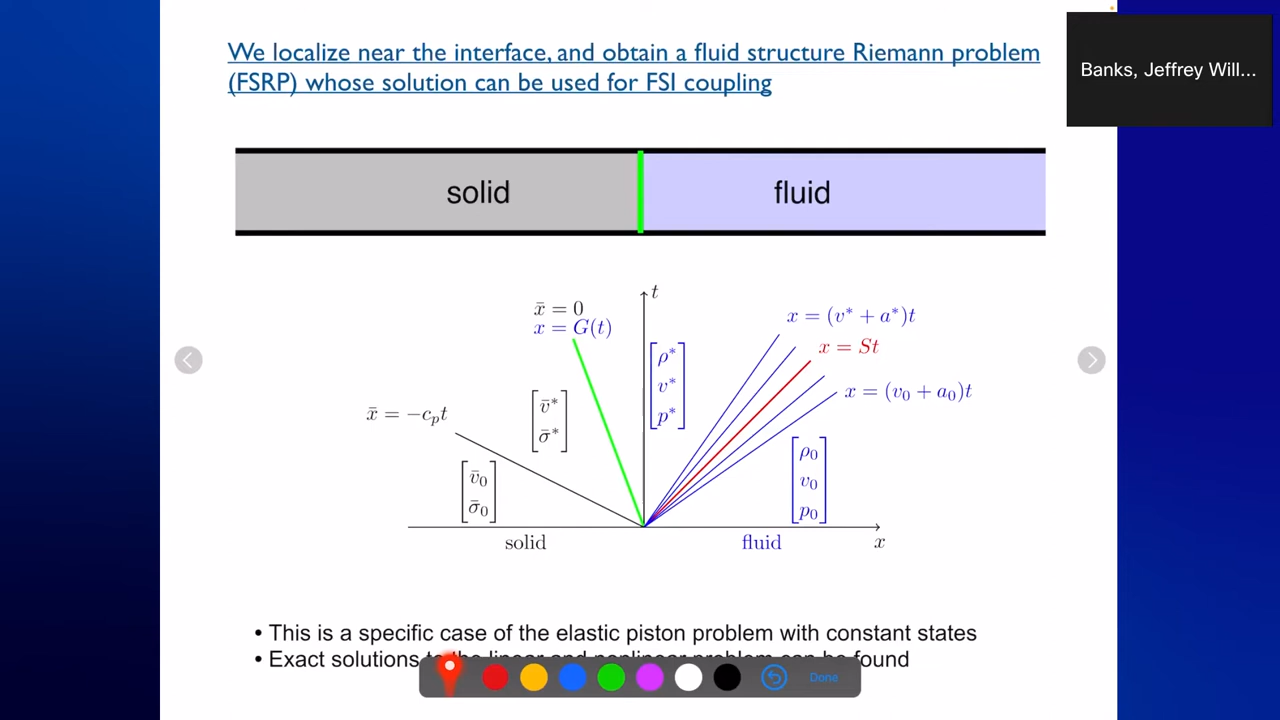 We localize near the interface, and obtain a fluid structure Riemann problem
(FSRP) whose solution can be used for FSI coupling
Banks, Jeffrey Will...
solid
fluid
t
x̄ = 0
x = G(t)
x = (v* + a*)t
x = St
x = (v₀ + a₀)t
x̄ = −cₚt
v̄*
σ̄*
ρ*
v*
p*
v̄₀
σ̄₀
ρ₀
v₀
p₀
solid
fluid
x
• This is a specific case of the elastic piston problem with constant states
• Exact solutions to the linear and nonlinear problem can be found
Done